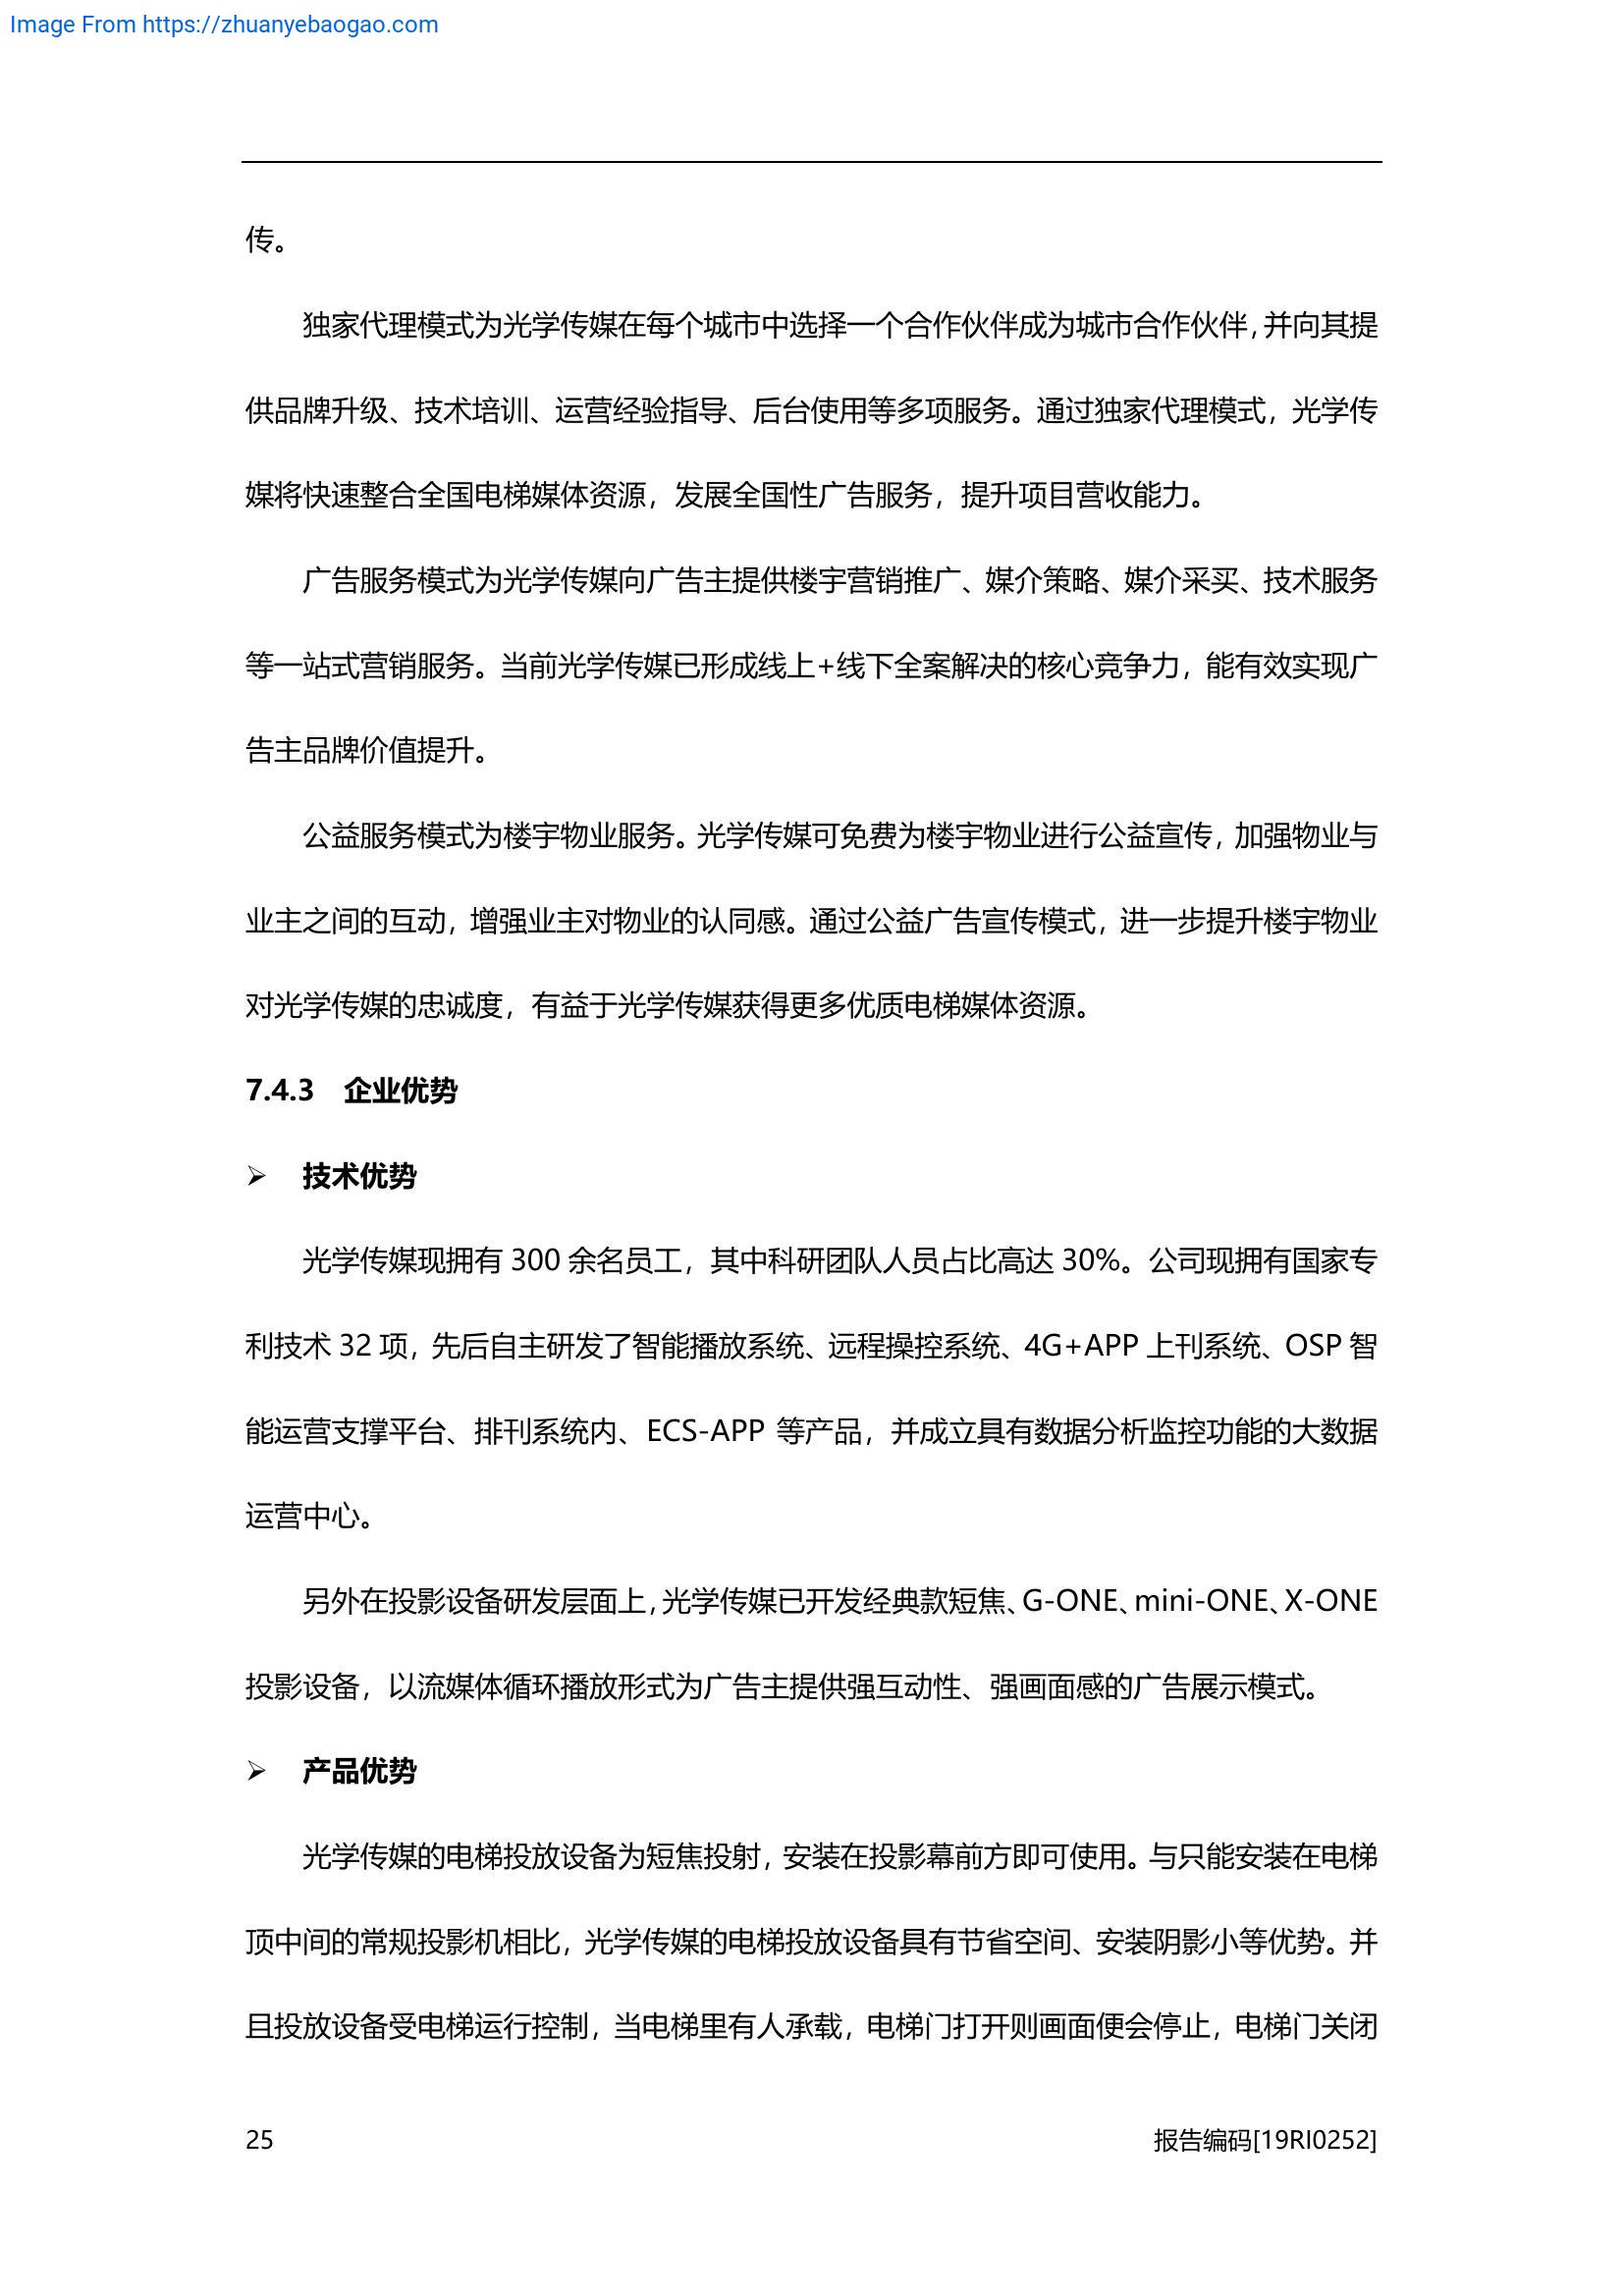 Image From https://zhuanyebaogao.com
传。
独家代理模式为光学传媒在每个城市中选择一个合作伙伴成为城市合作伙伴，并向其提
供品牌升级、技术培训、运营经验指导、后台使用等多项服务。通过独家代理模式，光学传
媒将快速整合全国电梯媒体资源，发展全国性广告服务，提升项目营收能力。
广告服务模式为光学传媒向广告主提供楼宇营销推广、媒介策略、媒介采买、技术服务
等一站式营销服务。当前光学传媒已形成线上+线下全案解决的核心竞争力，能有效实现广
告主品牌价值提升。
公益服务模式为楼宇物业服务。光学传媒可免费为楼宇物业进行公益宣传，加强物业与
业主之间的互动，增强业主对物业的认同感。通过公益广告宣传模式，进一步提升楼宇物业
对光学传媒的忠诚度，有益于光学传媒获得更多优质电梯媒体资源。
7.4.3 企业优势
➢ 技术优势
光学传媒现拥有 300 余名员工，其中科研团队人员占比高达 30%。公司现拥有国家专
利技术 32 项，先后自主研发了智能播放系统、远程操控系统、4G+APP 上刊系统、OSP 智
能运营支撑平台、排刊系统内、ECS-APP 等产品，并成立具有数据分析监控功能的大数据
运营中心。
另外在投影设备研发层面上，光学传媒已开发经典款短焦、G-ONE、mini-ONE、X-ONE
投影设备，以流媒体循环播放形式为广告主提供强互动性、强画面感的广告展示模式。
➢ 产品优势
光学传媒的电梯投放设备为短焦投射，安装在投影幕前方即可使用。与只能安装在电梯
顶中间的常规投影机相比，光学传媒的电梯投放设备具有节省空间、安装阴影小等优势。并
且投放设备受电梯运行控制，当电梯里有人承载，电梯门打开则画面便会停止，电梯门关闭
25 报告编码[19RI0252]